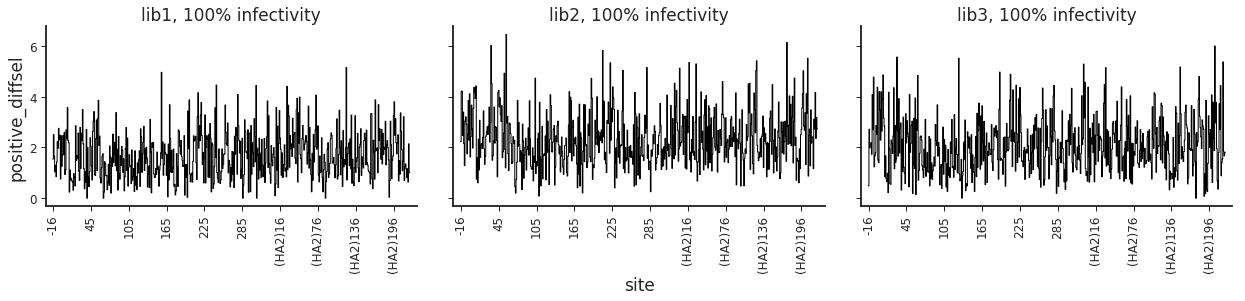 lib1, 100% infectivity
lib2, 100% infectivity
lib3, 100% infectivity
positive_diffsel
6
4
2
0
-16
45
105
165
225
285
(HA2)16
(HA2)76
(HA2)136
(HA2)196
-16
45
105
165
225
285
(HA2)16
(HA2)76
(HA2)136
(HA2)196
-16
45
105
165
225
285
(HA2)16
(HA2)76
(HA2)136
(HA2)196
site